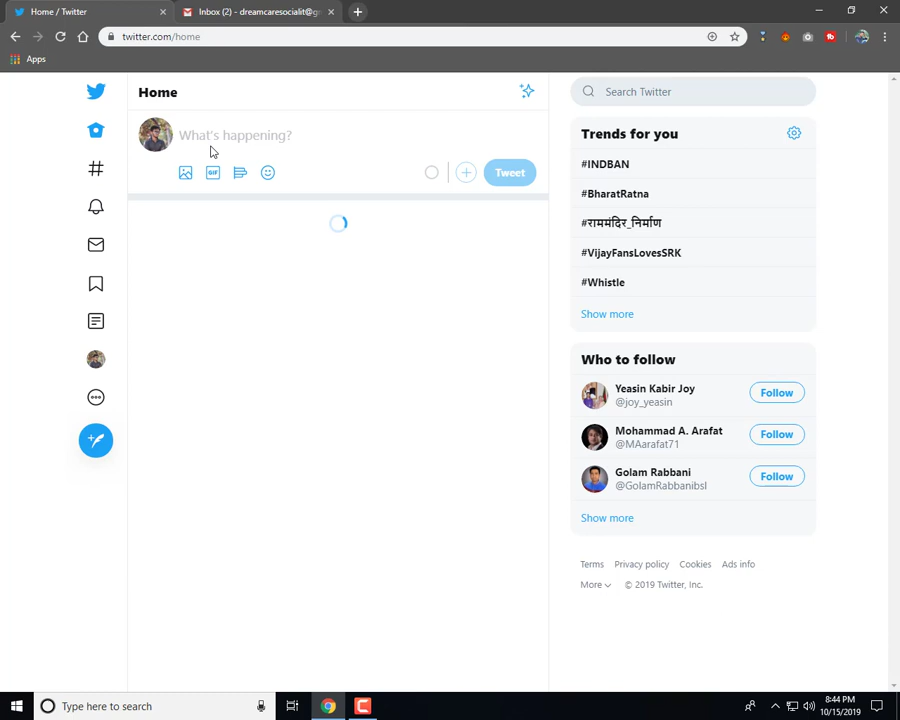 Home / Twitter
Inbox (2) - dreamcaresocialit@g
twitter.com/home
Apps
Home
What's happening?
GIF
Tweet
Search Twitter
Trends for you
#INDBAN
#BharatRatna
#राममंदिर_निर्माण
#VijayFansLovesSRK
#Whistle
Show more
Who to follow
Yeasin Kabir Joy
@joy_yeasin
Follow
Mohammad A. Arafat
@MAarafat71
Follow
Golam Rabbani
@GolamRabbanibsl
Follow
Show more
Terms Privacy policy Cookies Ads info
More © 2019 Twitter, Inc.
Type here to search
8:44 PM
10/15/2019